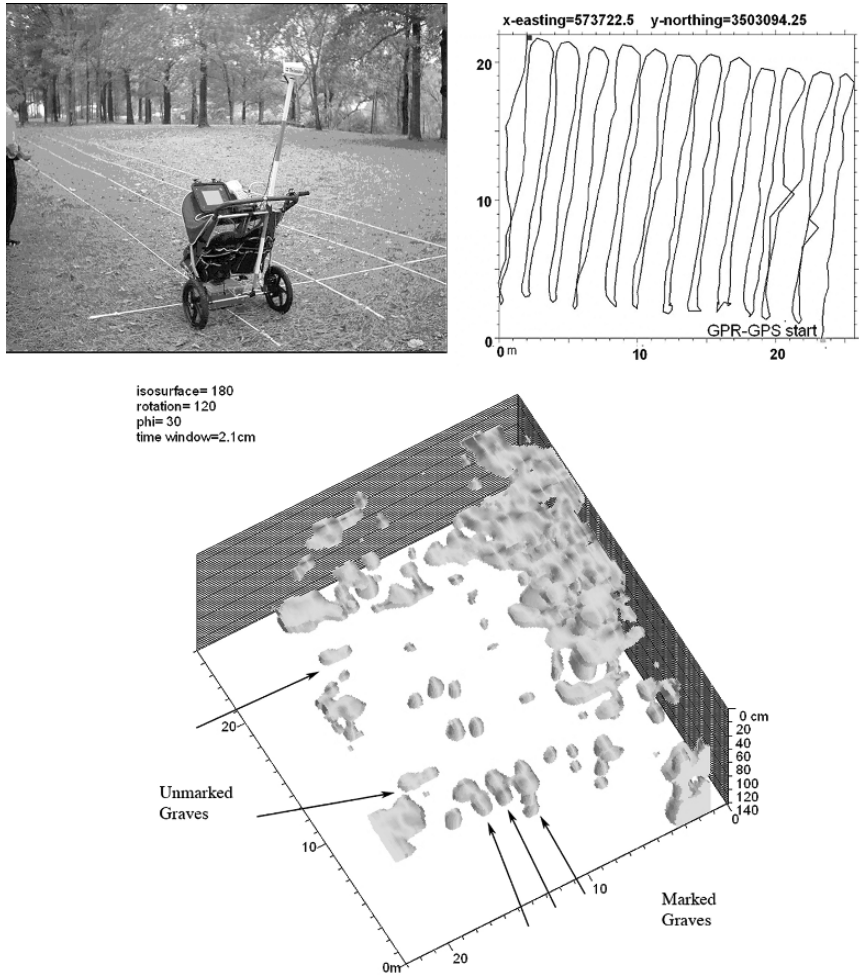 x-easting=573722.5 y-northing=3503094.25
20
10
0
0 m
10
20
GPR-GPS start
isosurface= 180
rotation= 120
phi= 30
time window=2.1cm
20
Unmarked
Graves
10
0m
20
10
0 cm
20
40
60
80
100
120
140
0
Marked
Graves